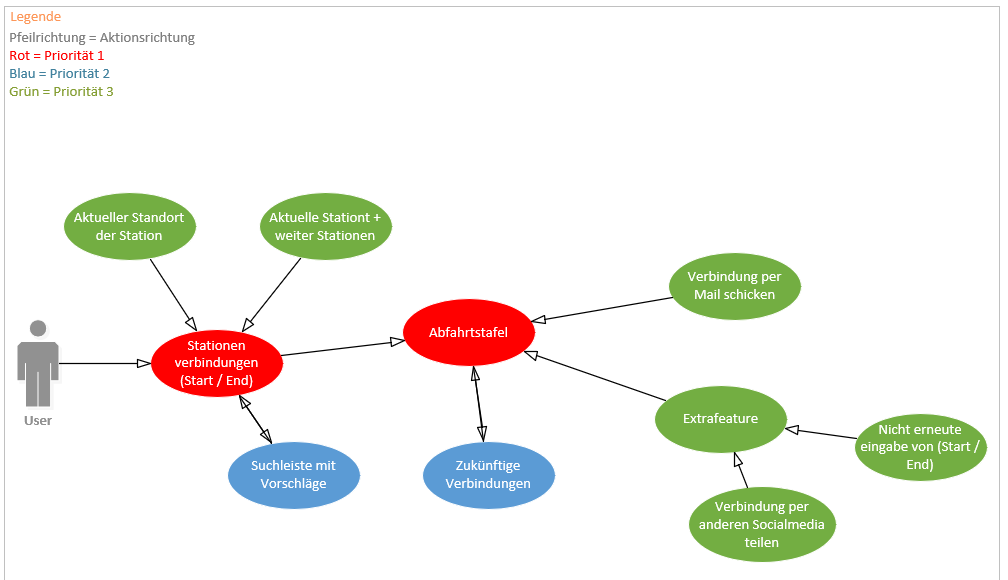 Legende
Pfeilrichtung = Aktionsrichtung
Rot = Priorität 1
Blau = Priorität 2
Grün = Priorität 3
Aktueller Standort
der Station
Aktuelle Stationt +
weiter Stationen
Verbindung per
Mail schicken
Abfahrtstafel
Stationen
verbindungen
(Start / End)
User
Extrafeature
Nicht erneute
eingabe von (Start /
End)
Suchleiste mit
Vorschläge
Zukünftige
Verbindungen
Verbindung per
anderen Socialmedia
teilen